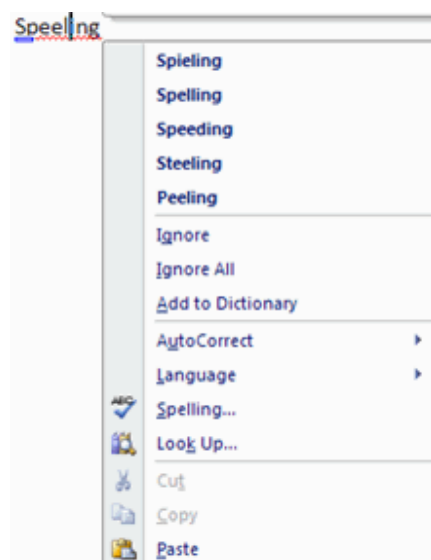 Speeling
Spieling
Spelling
Speeding
Steeling
Peeling
Ignore
Ignore All
Add to Dictionary
AutoCorrect
Language
Spelling...
Look Up...
Cut
Copy
Paste